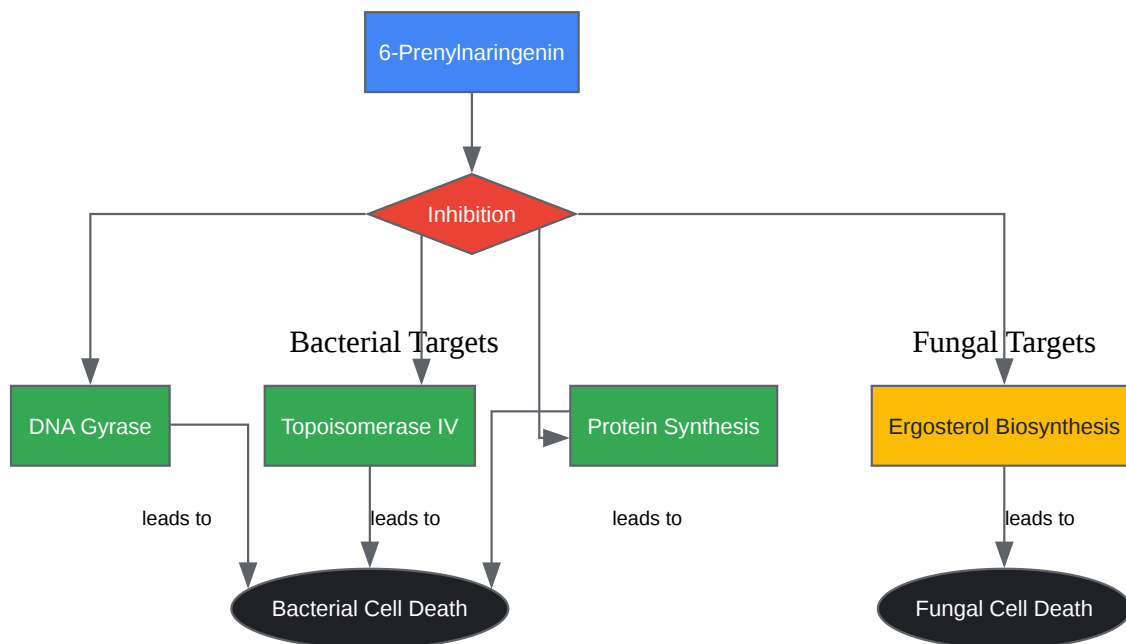 6-Prenylnaringenin
Inhibition
Bacterial Targets
Fungal Targets
DNA Gyrase
Topoisomerase IV
Protein Synthesis
Ergosterol Biosynthesis
leads to
leads to
leads to
leads to
Bacterial Cell Death
Fungal Cell Death